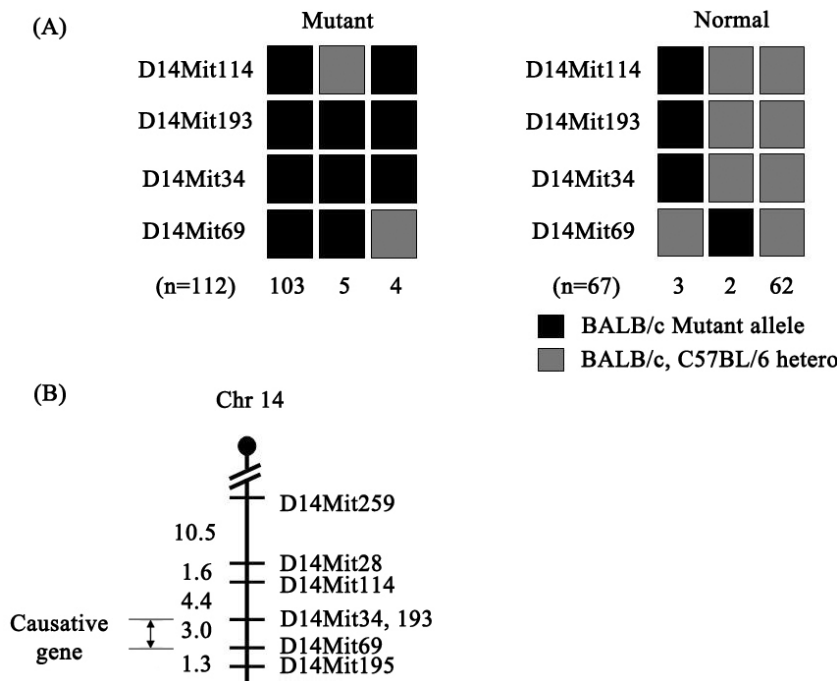 (A)
Mutant
D14Mit114
D14Mit193
D14Mit34
D14Mit69
(n=112) 103 5 4
Normal
D14Mit114
D14Mit193
D14Mit34
D14Mit69
(n=67) 3 2 62
BALB/c Mutant allele
BALB/c, C57BL/6 hetero
(B)
Chr 14
D14Mit259
10.5
D14Mit28
1.6
D14Mit114
4.4
D14Mit34, 193
Causative
gene
3.0
D14Mit69
1.3
D14Mit195